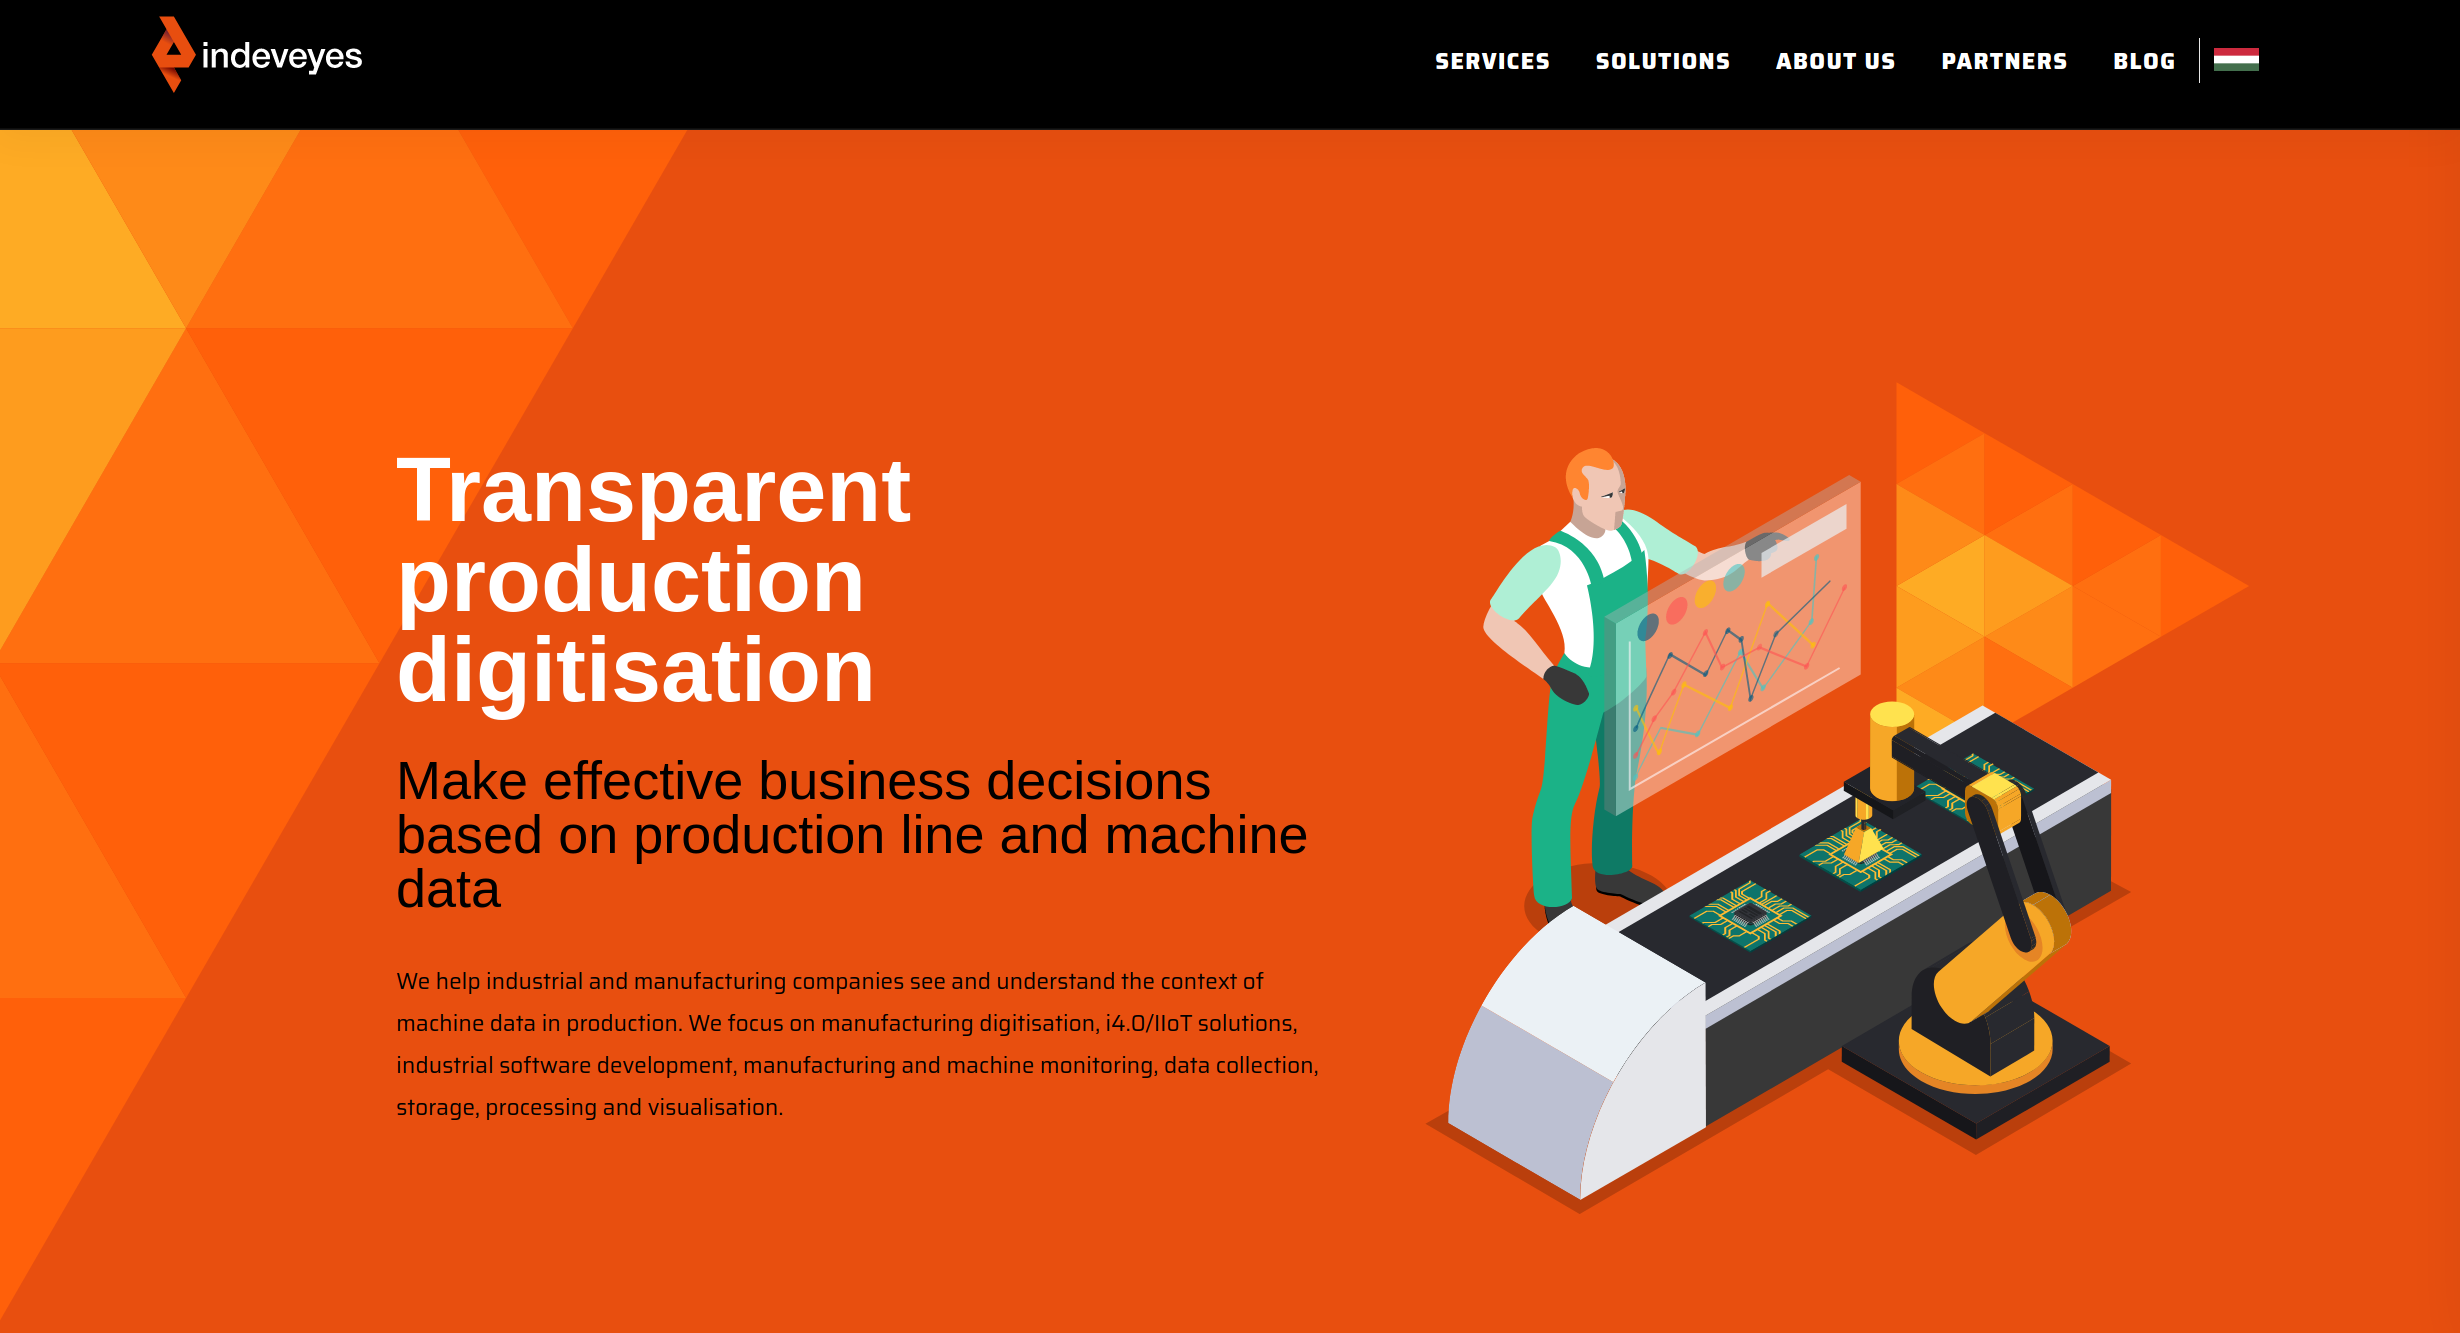 indeveyes
SERVICES SOLUTIONS ABOUT US PARTNERS BLOG
Transparent
production
digitisation
Make effective business decisions
based on production line and machine
data
We help industrial and manufacturing companies see and understand the context of
machine data in production. We focus on manufacturing digitisation, i4.0/IIoT solutions,
industrial software development, manufacturing and machine monitoring, data collection,
storage, processing and visualisation.